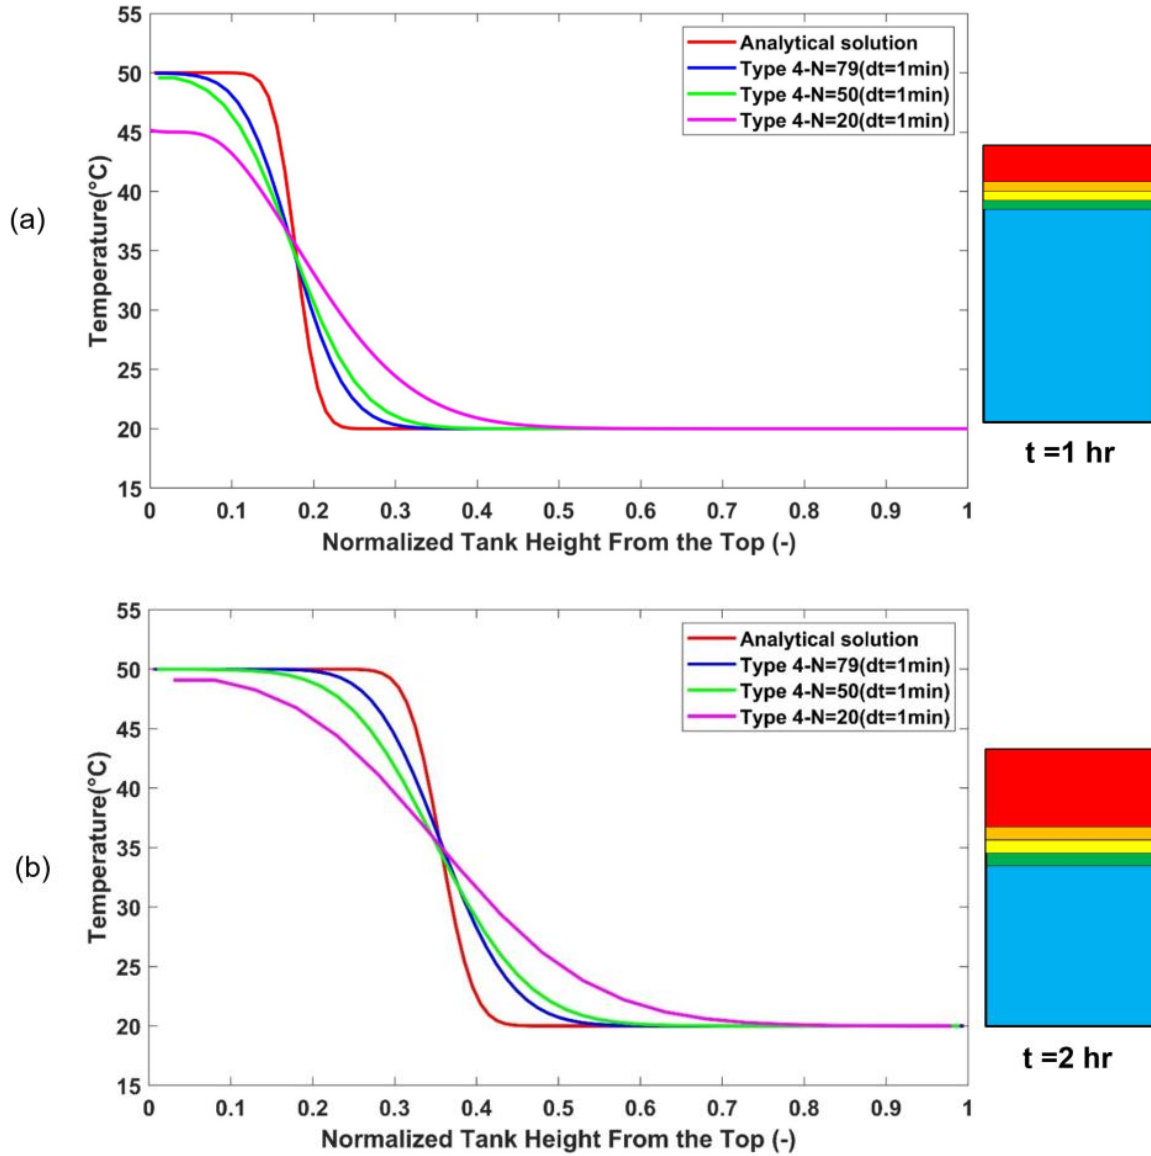 (a)
Temperature(°C)
55
50
45
40
35
30
25
20
15
Analytical solution
Type 4-N=79(dt=1min)
Type 4-N=50(dt=1min)
Type 4-N=20(dt=1min)
0 0.1 0.2 0.3 0.4 0.5 0.6 0.7 0.8 0.9 1
Normalized Tank Height From the Top (-)
t =1 hr
(b)
Temperature(°C)
55
50
45
40
35
30
25
20
15
Analytical solution
Type 4-N=79(dt=1min)
Type 4-N=50(dt=1min)
Type 4-N=20(dt=1min)
0 0.1 0.2 0.3 0.4 0.5 0.6 0.7 0.8 0.9 1
Normalized Tank Height From the Top (-)
t =2 hr